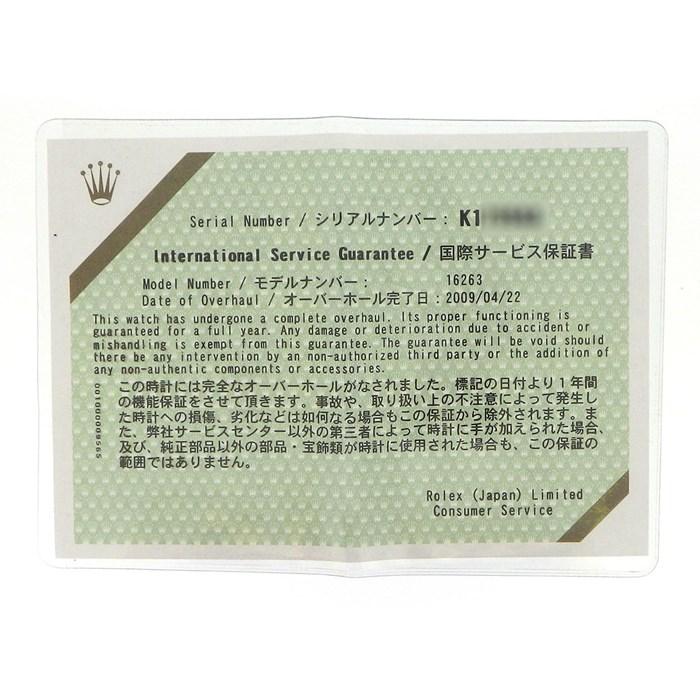 Serial Number / シリアルナンバー : K1
International Service Guarantee / 国際サービス保証書
Model Number / モデルナンバー : 16263
Date of Overhaul / オーバーホール完了日 : 2009/04/22
This watch has undergone a complete overhaul. Its proper functioning is
guaranteed for a full year. Any damage or deterioration due to accident or
mishandling is exempt from this guarantee. The guarantee will be void should
there be any intervention by an non-authorized third party or the addition of
any non-authentic components or accessories.
この時計には完全なオーバーホールがなされました。標記の日付より1年間
の機能保証をさせて頂きます。事故や、取り扱い上の不注意によって発生し
た時計への損傷、劣化などは如何なる場合もこの保証から除外されます。ま
た、弊社サービスセンター以外の第三者によって時計に手が加えられた場合、
及び、純正部品以外の部品・宝飾類が時計に使用された場合も、この保証の
範囲ではありません。
Rolex (Japan) Limited
Consumer Service